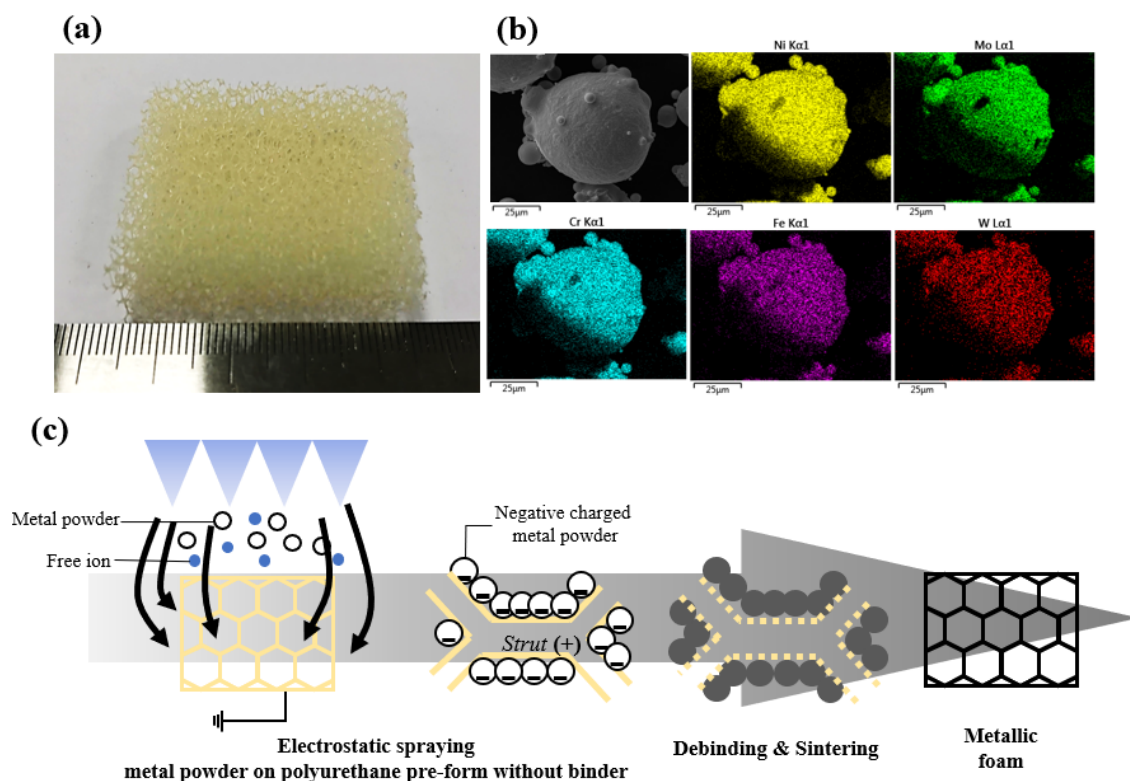 (a)
(b)
Ni Kα1
Mo Lα1
25μm
25μm
25μm
Cr Kα1
Fe Kα1
W Lα1
25μm
25μm
25μm
(c)
Metal powder
Free ion
Negative charged
metal powder
Strut (+)
Electrostatic spraying
metal powder on polyurethane pre-form without binder
Debinding & Sintering
Metallic
foam